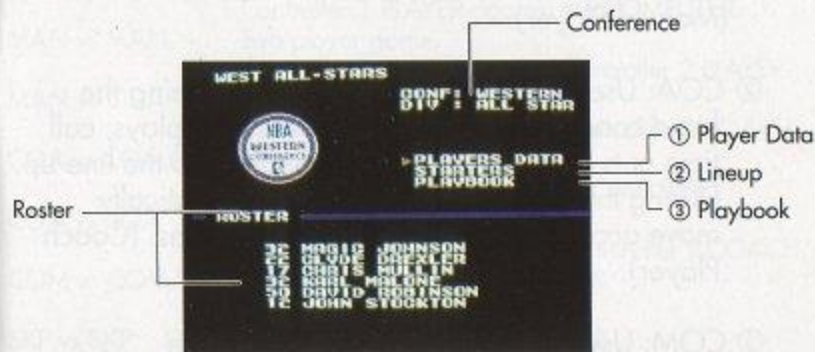 Conference
WEST ALL-STARS
CONF: WESTERN
DIV : ALL STAR
NBA
WESTERN
CONFERENCE
PLAYERS DATA
STARTERS
PLAYBOOK
① Player Data
② Lineup
③ Playbook
Roster
ROSTER
32 MAGIC JOHNSON
22 CLYDE DREXLER
17 CHRIS MULLIN
32 KARL MALONE
50 DAVID ROBINSON
12 JOHN STOCKTON